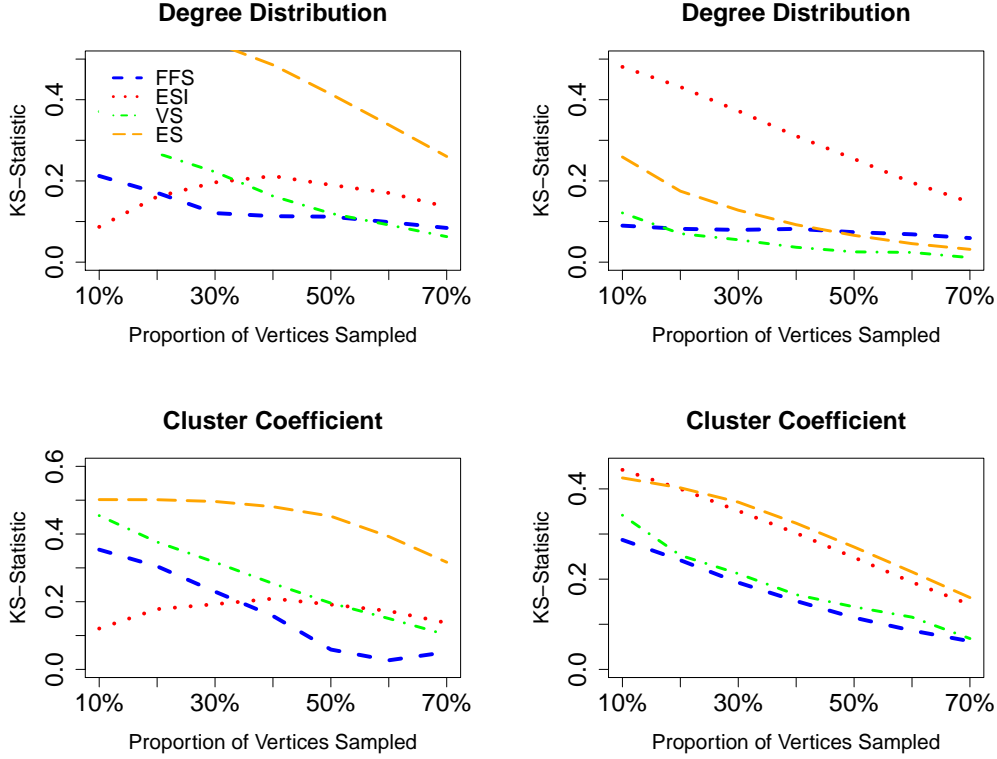 Degree Distribution
KS−Statistic
0.0
0.2
0.4
FFS
ESI
VS
ES
10%
30%
50%
70%
Proportion of Vertices Sampled
Degree Distribution
KS−Statistic
0.0
0.2
0.4
10%
30%
50%
70%
Proportion of Vertices Sampled
Cluster Coefficient
KS−Statistic
0.0
0.2
0.4
0.6
10%
30%
50%
70%
Proportion of Vertices Sampled
Cluster Coefficient
KS−Statistic
0.0
0.2
0.4
10%
30%
50%
70%
Proportion of Vertices Sampled